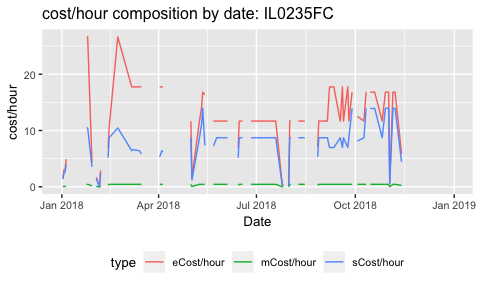 cost/hour composition by date: IL0235FC
cost/hour
20
10
0
Jan 2018 Apr 2018 Jul 2018 Oct 2018 Jan 2019
Date
type eCost/hour mCost/hour sCost/hour